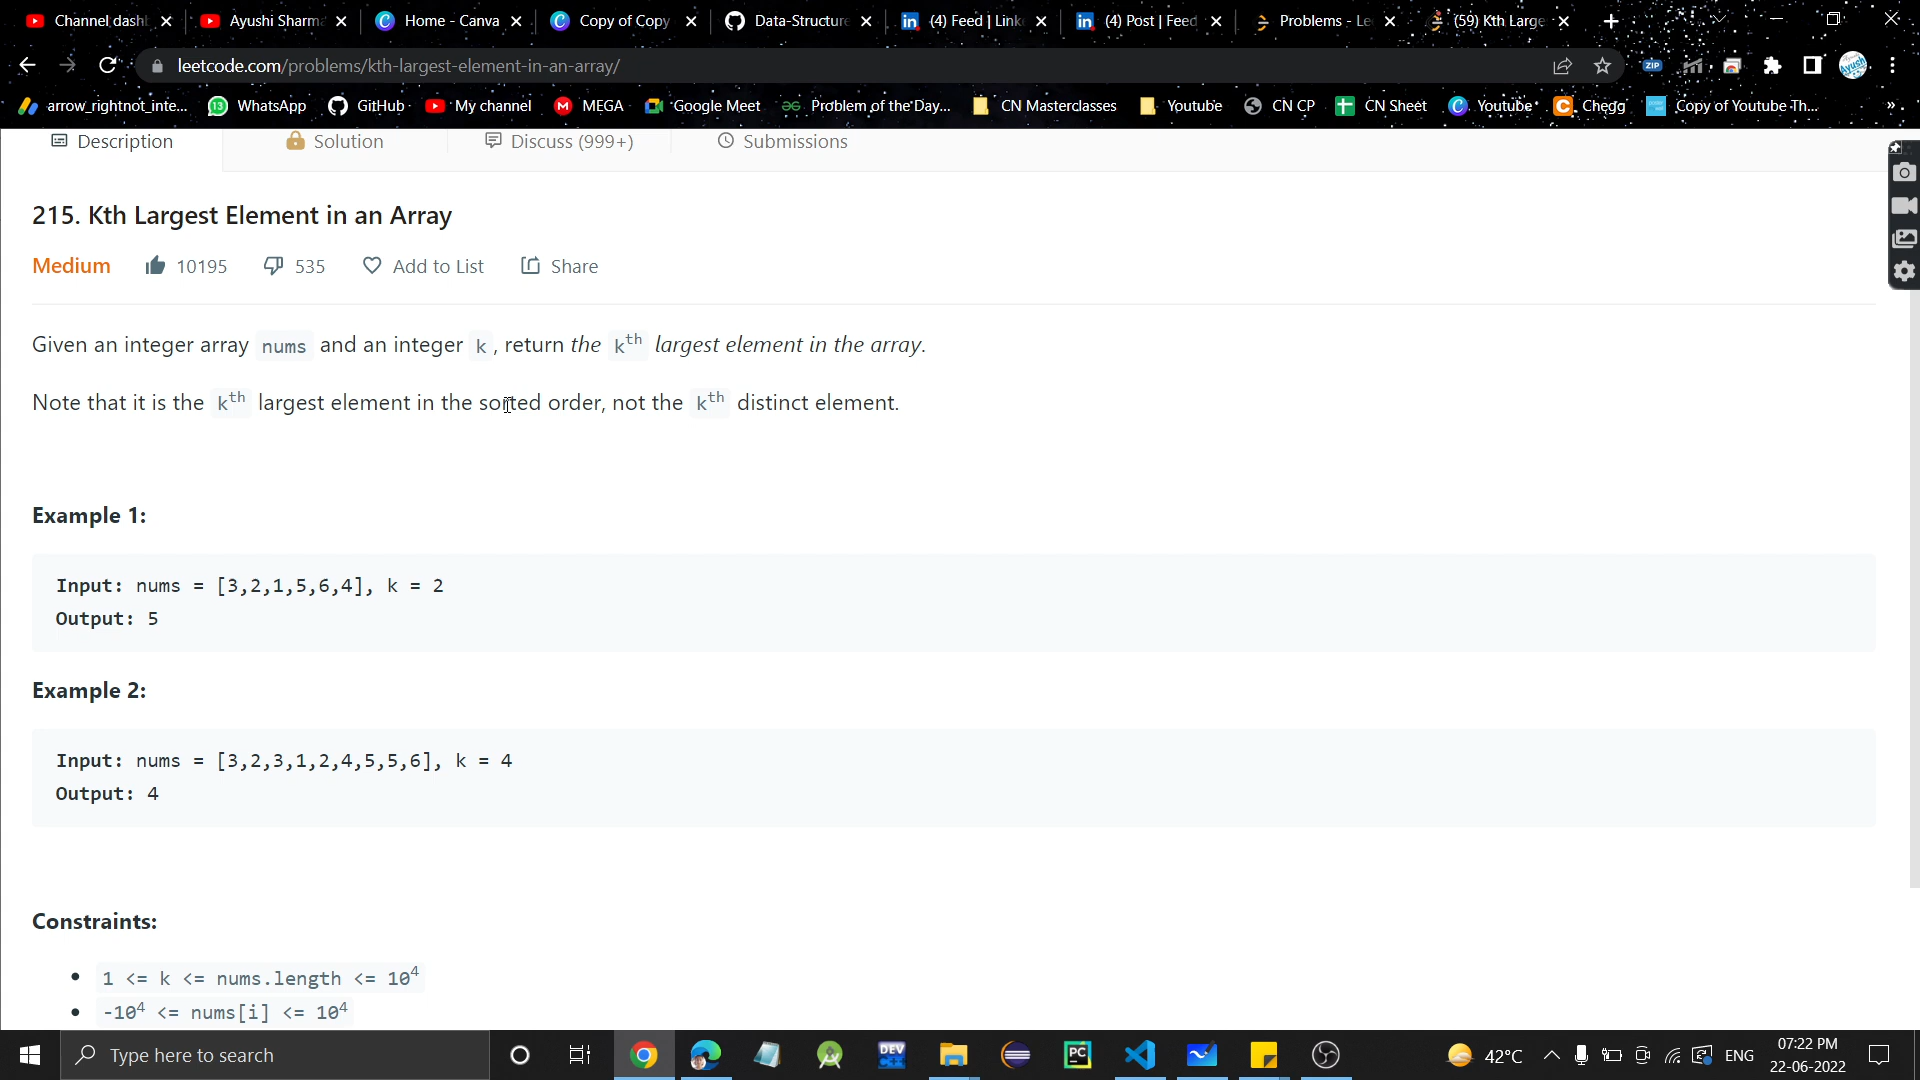 Channel dashl
Ayushi Sharma
Home - Canva
Copy of Copy
Data-Structure
(4) Feed | Linke
(4) Post | Feed
Problems - Le
(59) Kth Large
leetcode.com/problems/kth-largest-element-in-an-array/
ZIP
arrow_rightnot_inte...
WhatsApp
GitHub
My channel
MEGA
Google Meet
Problem of the Day...
CN Masterclasses
Youtube
CN CP
CN Sheet
Youtube
Chegg
Copy of Youtube Th...
»
Description
Solution
Discuss (999+)
Submissions
215. Kth Largest Element in an Array
Medium 10195 535 Add to List Share
Given an integer array nums and an integer k, return the kth largest element in the array.
Note that it is the kth largest element in the sorted order, not the kth distinct element.
Example 1:
Input: nums = [3,2,1,5,6,4], k = 2
Output: 5
Example 2:
Input: nums = [3,2,3,1,2,4,5,5,6], k = 4
Output: 4
Constraints:
• 1 <= k <= nums.length <= 10⁴
• -10⁴ <= nums[i] <= 10⁴
Type here to search
DEV
PC
42°C
ENG
07:22 PM
22-06-2022